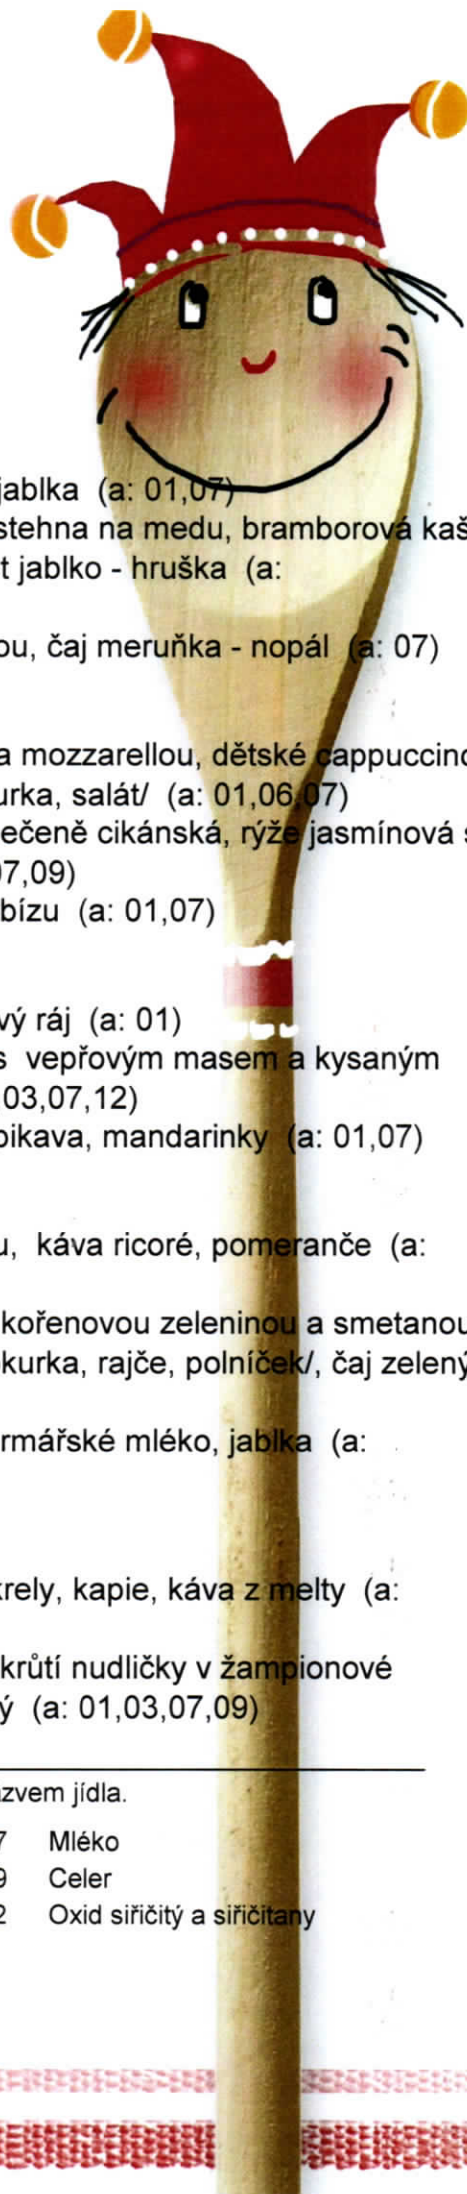 jablka (a: 01,07)
stehna na medu, bramborová kaš
t jablko - hruška (a:
ou, čaj meruňka - nopál (a: 07)
a mozzarellou, dětské cappuccino
urka, salát/ (a: 01,06,07)
ečeně cikánská, rýže jasmínová s
07,09)
bízu (a: 01,07)
vý ráj (a: 01)
s vepřovým masem a kysaným
03,07,12)
pikava, mandarinky (a: 01,07)
u, káva ricoré, pomeranče (a:
kořenovou zeleninou a smetanou
okurka, rajče, polníček/, čaj zelený
rmářské mléko, jablka (a:
krely, kapie, káva z melty (a:
krůtí nudličky v žampionové
ý (a: 01,03,07,09)
ázvem jídla.
7 Mléko
9 Celer
2 Oxid siřičitý a siřičitany